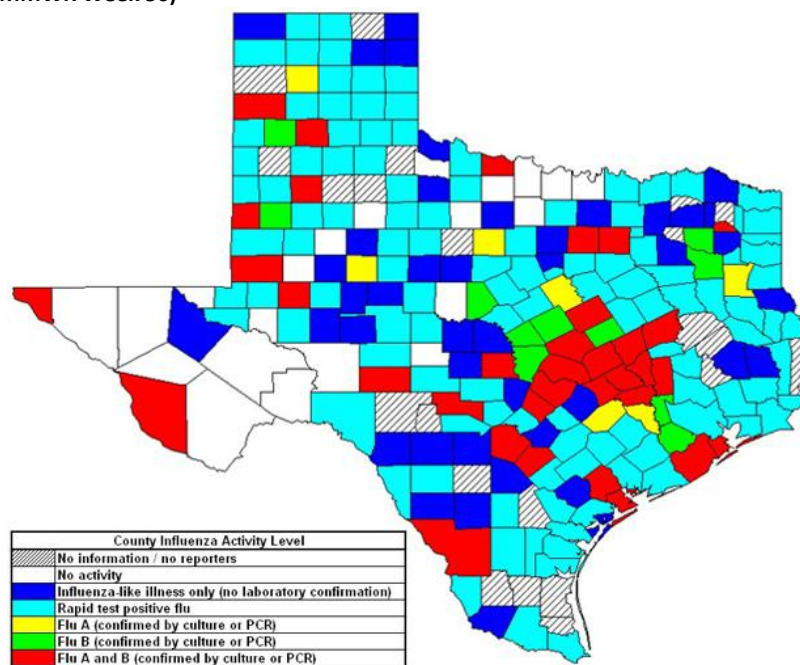 County Influenza Activity Level
No information / no reporters
No activity
Influenza-like illness only (no laboratory confirmation)
Rapid test positive flu
Flu A (confirmed by culture or PCR)
Flu B (confirmed by culture or PCR)
Flu A and B (confirmed by culture or PCR)